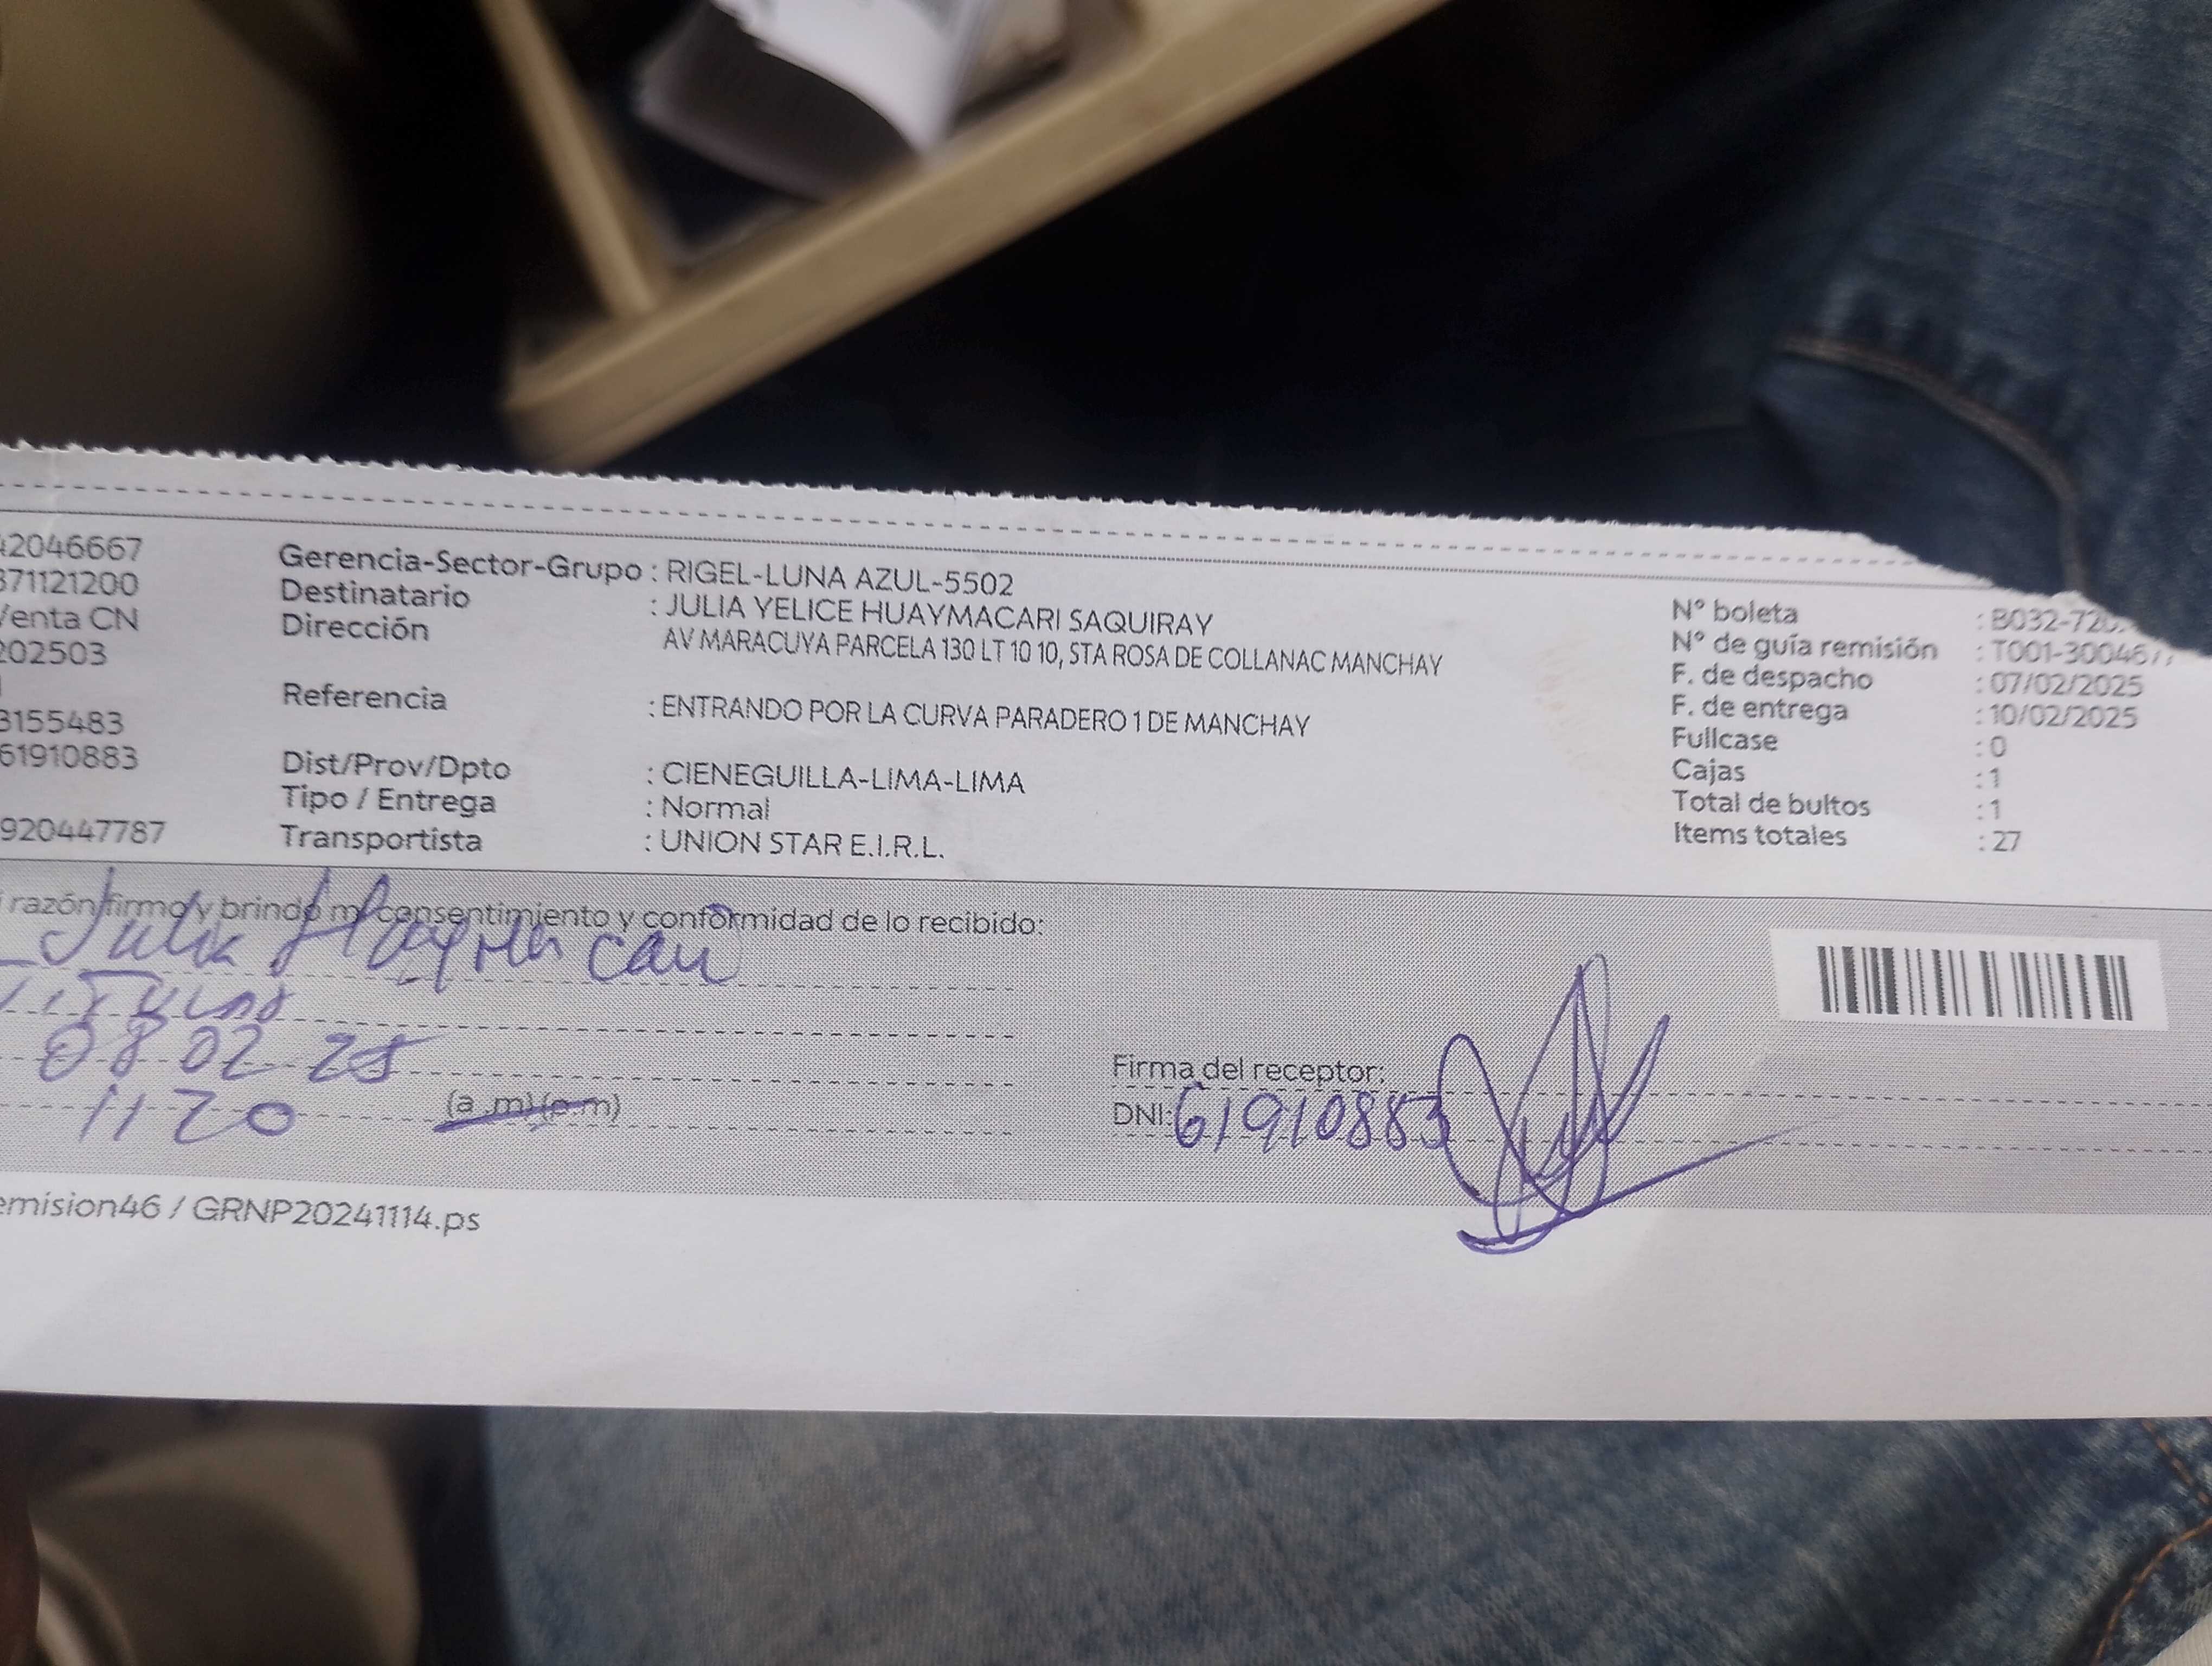 42046667
371121200
Venta CN
202503
3155483
61910883
920447787
Gerencia-Sector-Grupo : RIGEL-LUNA AZUL-5502
Destinatario : JULIA YELICE HUAYMACARI SAQUIRAY
Dirección AV MARACUYA PARCELA 130 LT 10 10, STA ROSA DE COLLANAC MANCHAY
Referencia : ENTRANDO POR LA CURVA PARADERO 1 DE MANCHAY
Dist/Prov/Dpto : CIENEGUILLA-LIMA-LIMA
Tipo / Entrega : Normal
Transportista : UNION STAR E.I.R.L.
N° boleta : B032-720
N° de guía remisión : T001-300467
F. de despacho : 07/02/2025
F. de entrega : 10/02/2025
Fullcase : 0
Cajas : 1
Total de bultos : 1
Items totales : 27
razón firmo y brindo mi consentimiento y conformidad de lo recibido:
Julia
08 02 25
1120 (a.m)(p.m)
Firma del receptor:
DNI: 61910883
emision46 / GRNP20241114.ps